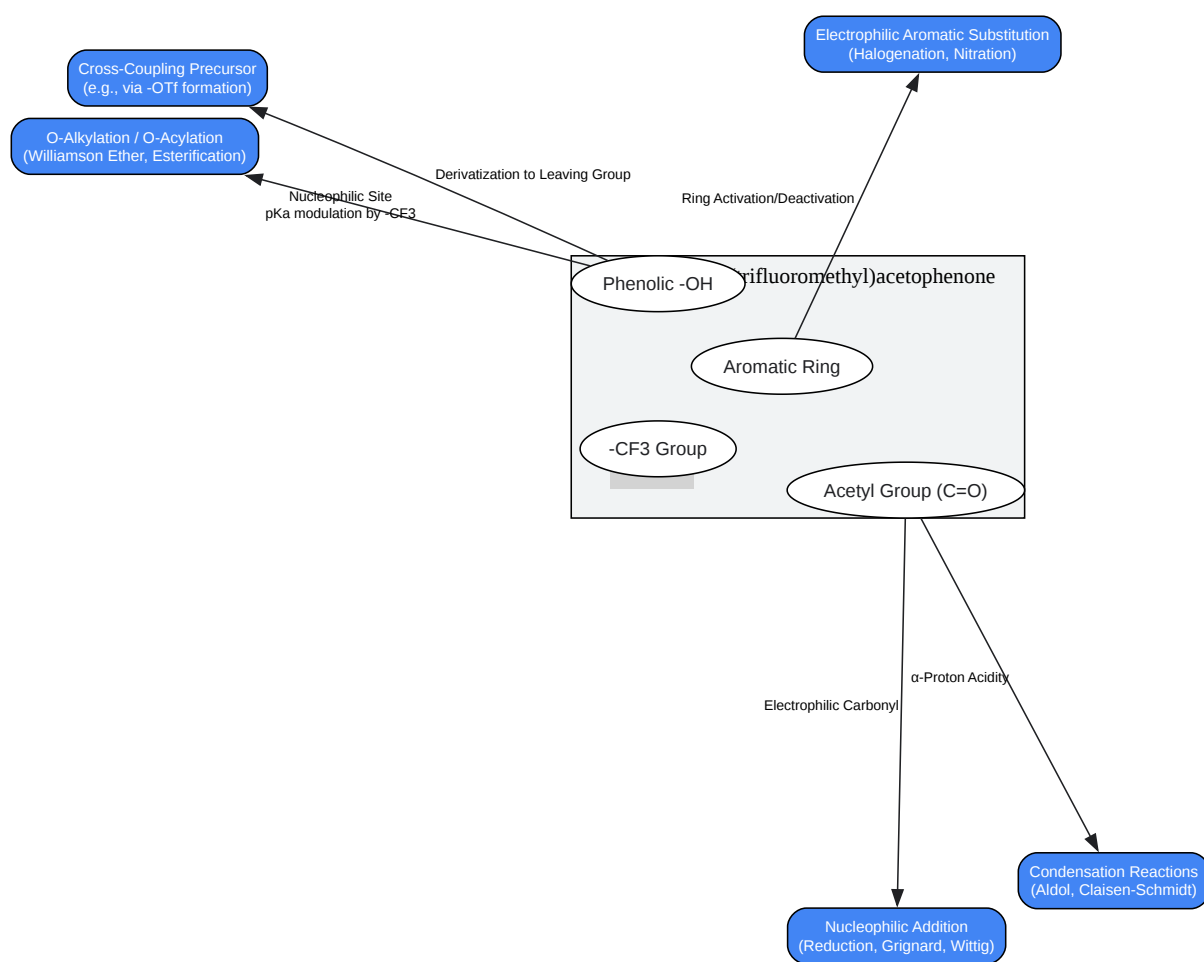 Electrophilic Aromatic Substitution
(Halogenation, Nitration)
Cross-Coupling Precursor
(e.g., via -OTf formation)
O-Alkylation / O-Acylation
(Williamson Ether, Esterification)
Derivatization to Leaving Group
Nucleophilic Site
pKa modulation by -CF3
Ring Activation/Deactivation
Phenolic -OH
rifluoromethyl)acetophenone
Aromatic Ring
-CF3 Group
Acetyl Group (C=O)
α-Proton Acidity
Electrophilic Carbonyl
Condensation Reactions
(Aldol, Claisen-Schmidt)
Nucleophilic Addition
(Reduction, Grignard, Wittig)